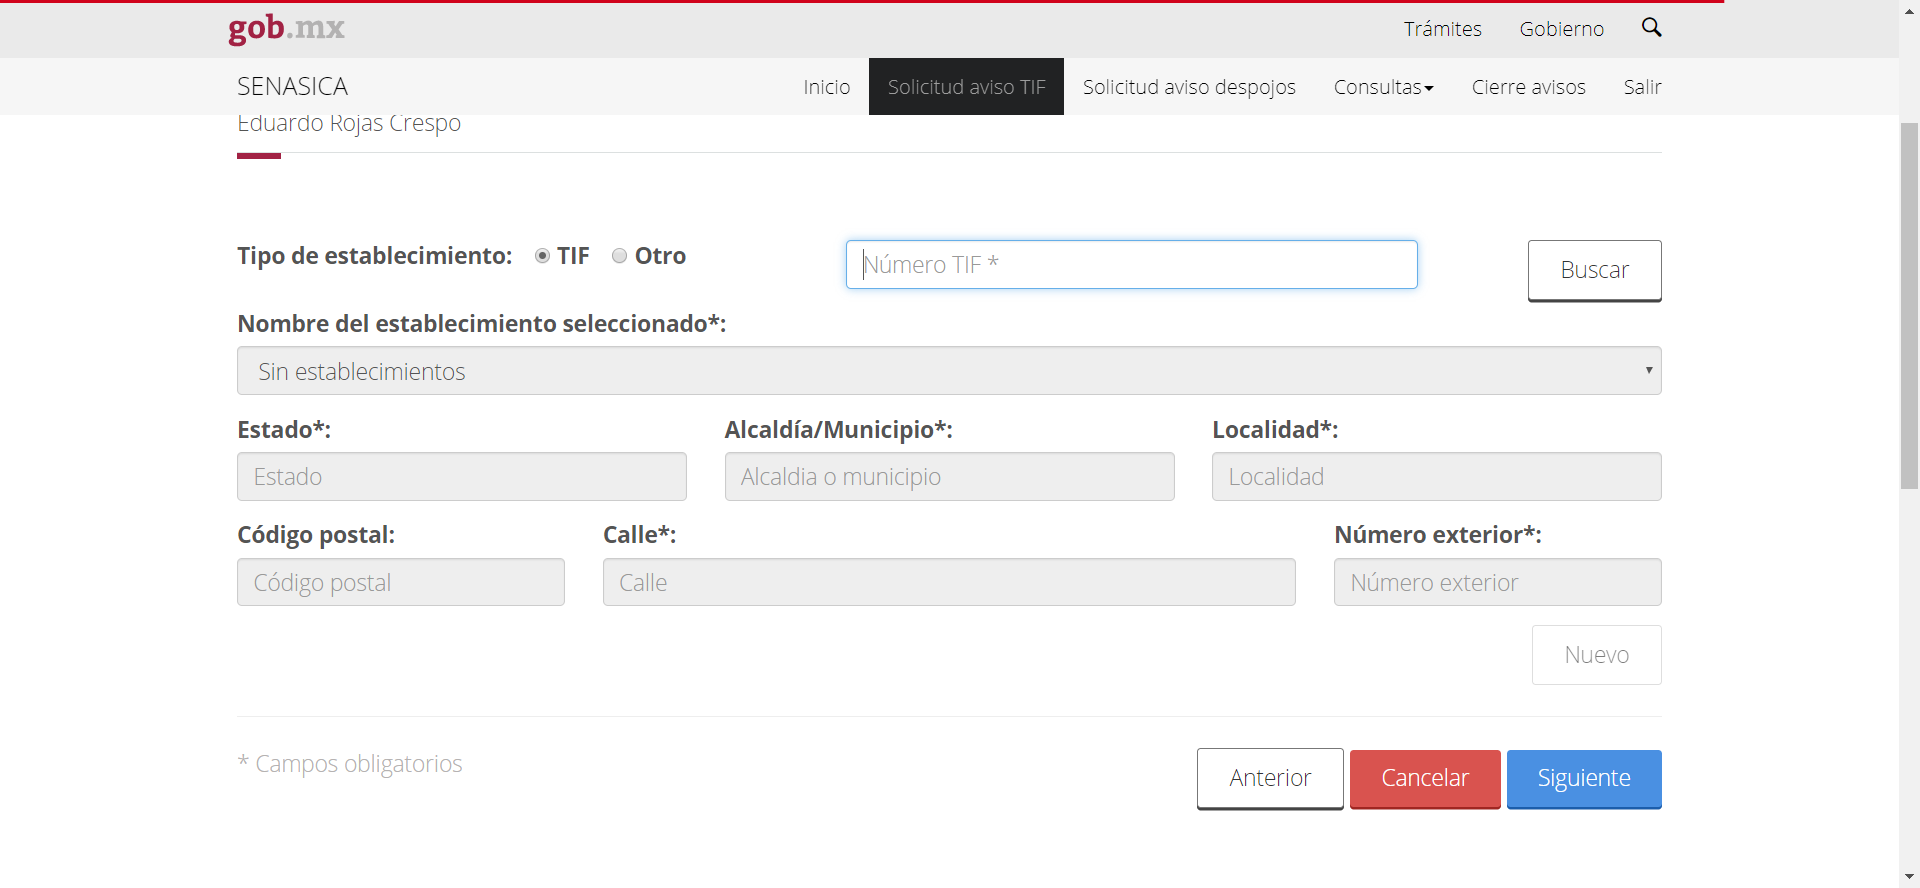 gob.mx
Trámites
Gobierno
SENASICA
Inicio
Solicitud aviso TIF
Solicitud aviso despojos
Consultas
Cierre avisos
Salir
Eduardo Rojas Crespo
Tipo de establecimiento:
TIF
Otro
Número TIF *
Buscar
Nombre del establecimiento seleccionado*:
Sin establecimientos
Estado*:
Alcaldía/Municipio*:
Localidad*:
Estado
Alcaldia o municipio
Localidad
Código postal:
Calle*:
Número exterior*:
Código postal
Calle
Número exterior
Nuevo
* Campos obligatorios
Anterior
Cancelar
Siguiente